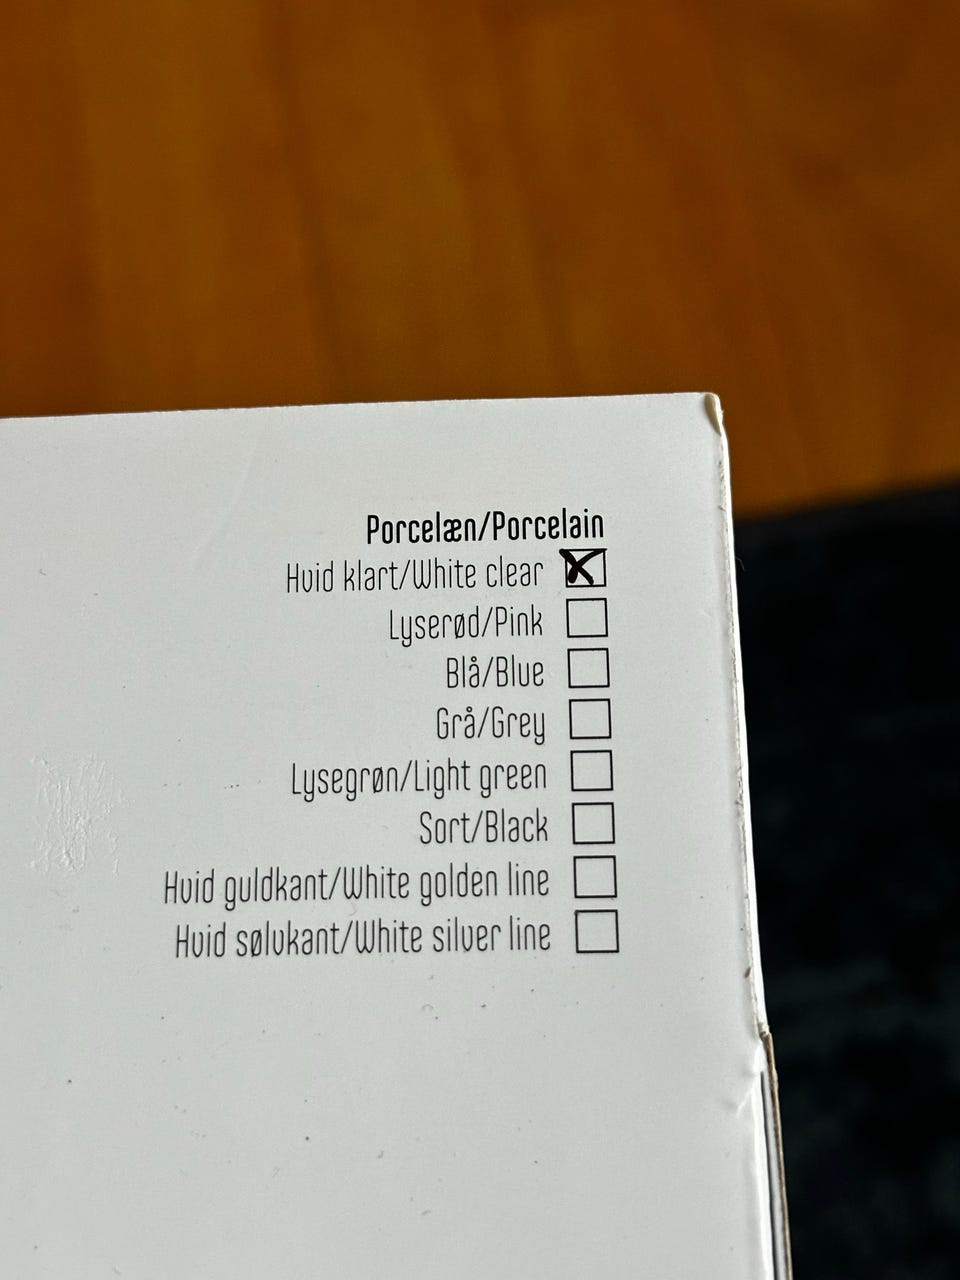 Porcelæn/Porcelain
Hvid klart/White clear
Lyserød/Pink
Blå/Blue
Grå/Grey
Lysegrøn/Light green
Sort/Black
Hvid guldkant/White golden line
Hvid sølvkant/White silver line